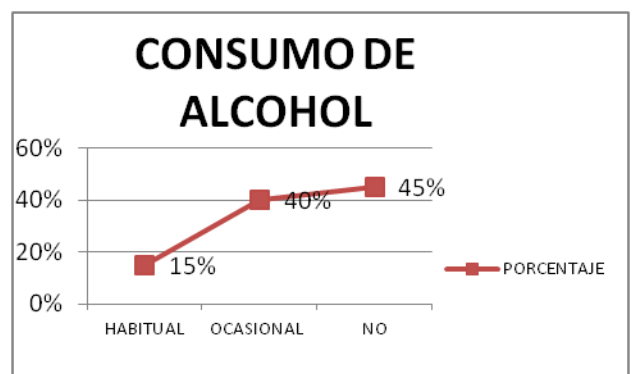 CONSUMO DE
ALCOHOL
60%
40%
20%
0%
15%
40%
45%
HABITUAL
OCASIONAL
NO
PORCENTAJE